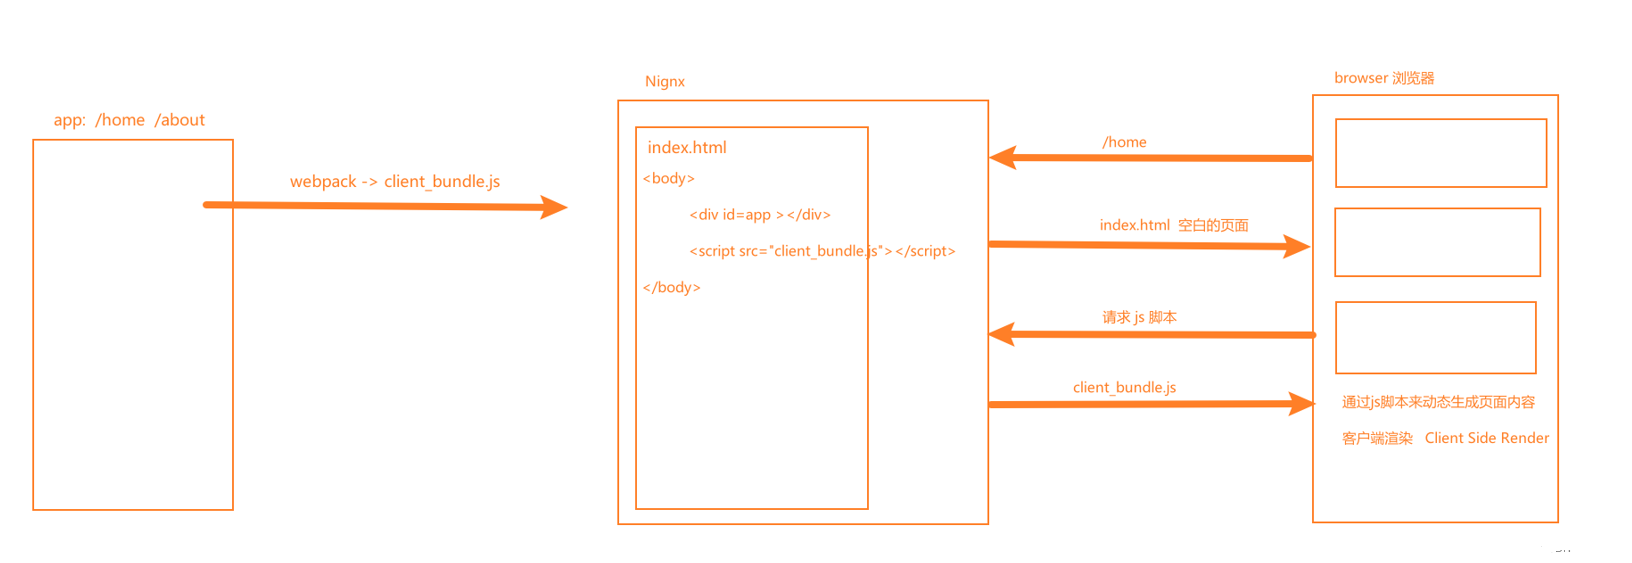 app: /home /about
webpack -> client_bundle.js
Nignx
index.html
<body>
<div id=app ></div>
<script src="client_bundle.js"></script>
</body>
/home
index.html 空白的页面
请求 js 脚本
client_bundle.js
browser 浏览器
通过js脚本来动态生成页面内容
客户端渲染 Client Side Render